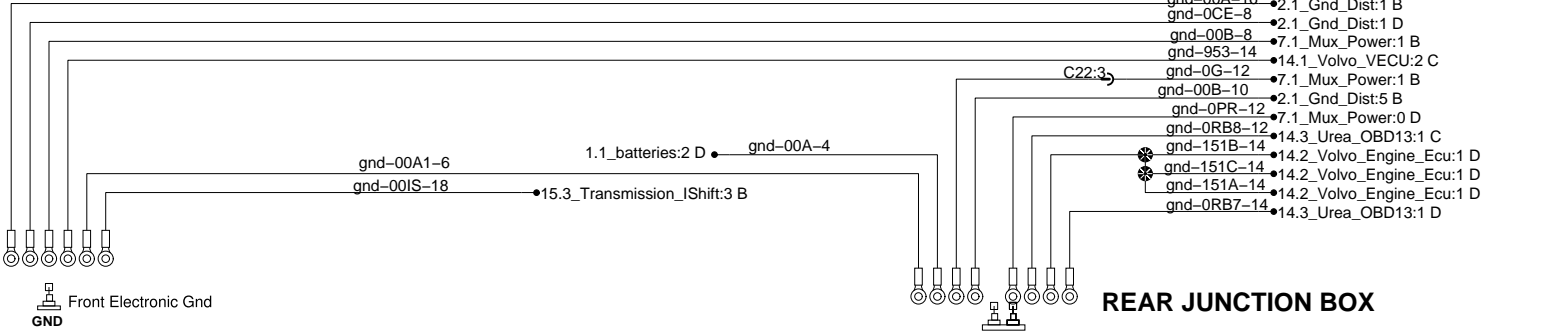 2.1_Gnd_Dist:1 B
gnd-0CE-8
2.1_Gnd_Dist:1 D
gnd-00B-8
7.1_Mux_Power:1 B
gnd-953-14
14.1_Volvo_VECU:2 C
C22:3
gnd-0G-12
7.1_Mux_Power:1 B
gnd-00B-10
2.1_Gnd_Dist:5 B
gnd-0PR-12
7.1_Mux_Power:0 D
gnd-0RB8-12
14.3_Urea_OBD13:1 C
1.1_batteries:2 D
gnd-00A-4
gnd-151B-14
14.2_Volvo_Engine_Ecu:1 D
gnd-00A1-6
gnd-151C-14
14.2_Volvo_Engine_Ecu:1 D
gnd-00IS-18
15.3_Transmission_IShift:3 B
gnd-151A-14
14.2_Volvo_Engine_Ecu:1 D
gnd-0RB7-14
14.3_Urea_OBD13:1 D
Front Electronic Gnd
GND
REAR JUNCTION BOX